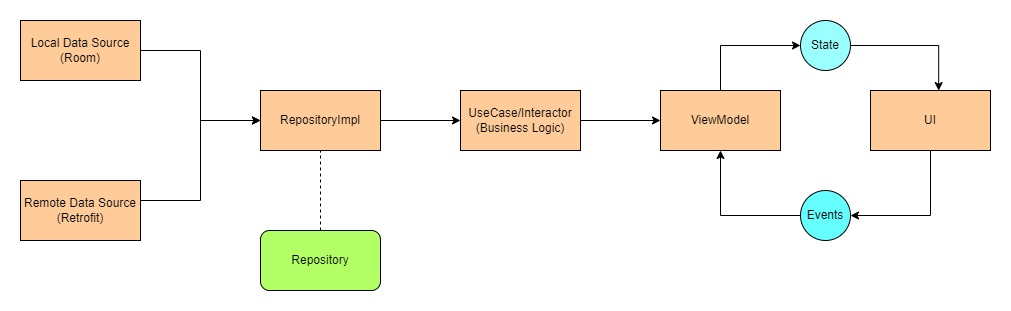 Local Data Source
(Room)
State
RepositoryImpl
UseCase/Interactor
(Business Logic)
ViewModel
UI
Remote Data Source
(Retrofit)
Events
Repository